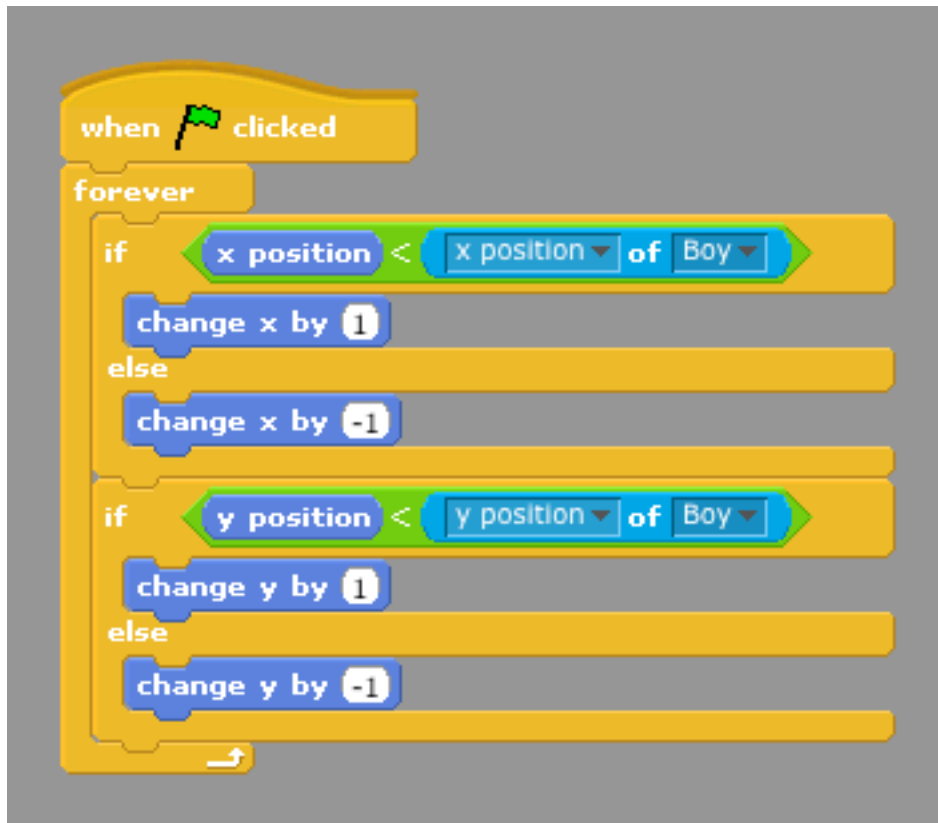 when clicked
forever
if x position < x position of Boy
change x by 1
else
change x by -1
if y position < y position of Boy
change y by 1
else
change y by -1